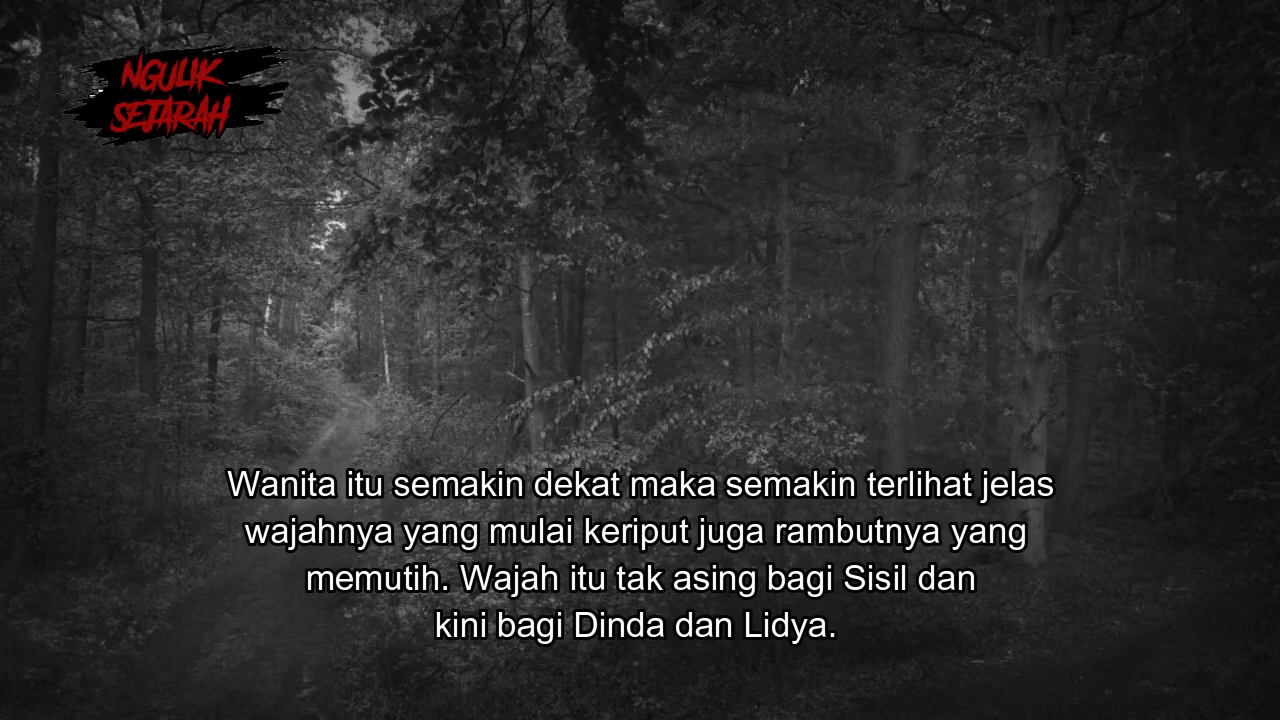 NGULIK
SEJARAH
Wanita itu semakin dekat maka semakin terlihat jelas
wajahnya yang mulai keriput juga rambutnya yang
memutih. Wajah itu tak asing bagi Sisil dan
kini bagi Dinda dan Lidya.